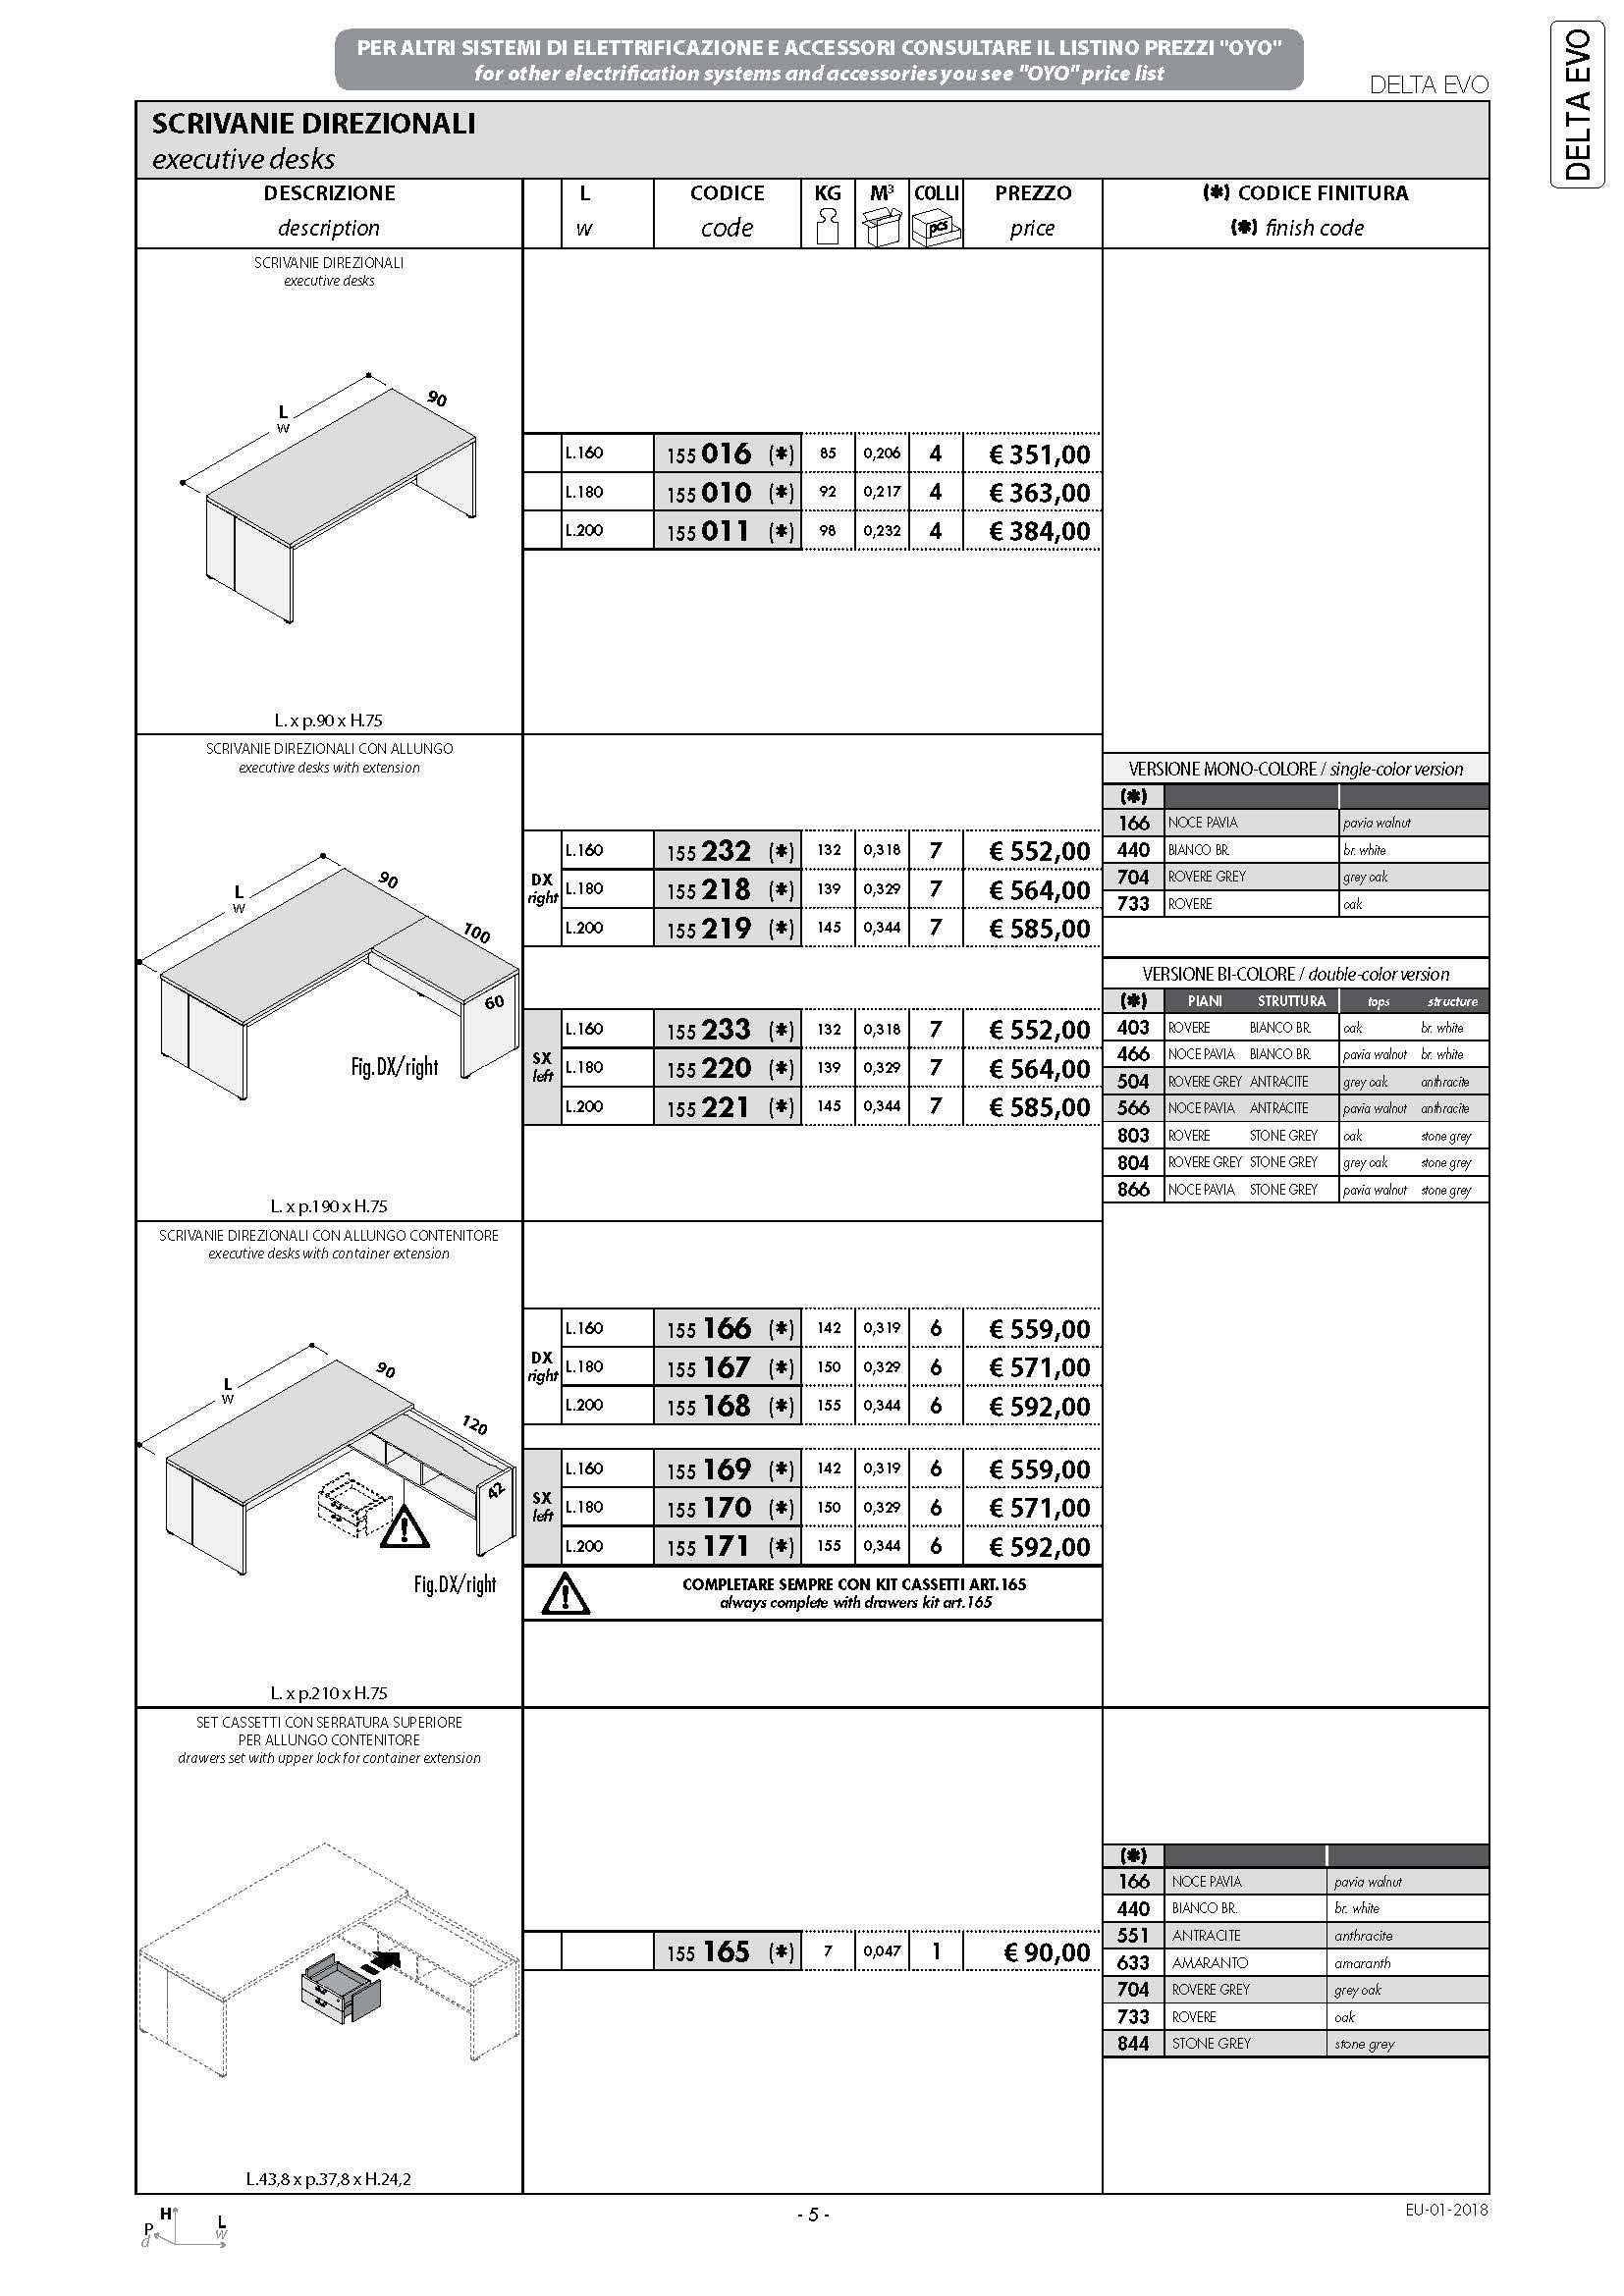 PER ALTRI SISTEMI DI ELETTRIFICAZIONE E ACCESSORI CONSULTARE IL LISTINO PREZZI "OYO"
for other electrification systems and accessories you see "OYO" price list
DELTA EVO
DELTA EVO
SCRIVANIE DIREZIONALI
executive desks
DESCRIZIONE L CODICE KG M³ COLLI PREZZO (✱) CODICE FINITURA
description w code pcs price (✱) finish code
SCRIVANIE DIREZIONALI
executive desks
L
w
90
L.160 155 016 (✱) 85 0,206 4 € 351,00
L.180 155 010 (✱) 92 0,217 4 € 363,00
L.200 155 011 (✱) 98 0,232 4 € 384,00
L. x p.90 x H.75
SCRIVANIE DIREZIONALI CON ALLUNGO
executive desks with extension
L
w
90
100
60
Fig.DX/right
DX
right
L.160 155 232 (✱) 132 0,318 7 € 552,00
L.180 155 218 (✱) 139 0,329 7 € 564,00
L.200 155 219 (✱) 145 0,344 7 € 585,00
SX
left
L.160 155 233 (✱) 132 0,318 7 € 552,00
L.180 155 220 (✱) 139 0,329 7 € 564,00
L.200 155 221 (✱) 145 0,344 7 € 585,00
L. x p.190 x H.75
VERSIONE MONO-COLORE / single-color version
(✱)
166 NOCE PAVIA pavia walnut
440 BIANCO BR. br. white
704 ROVERE GREY grey oak
733 ROVERE oak
VERSIONE BI-COLORE / double-color version
(✱) PIANI STRUTTURA tops structure
403 ROVERE BIANCO BR. oak br. white
466 NOCE PAVIA BIANCO BR. pavia walnut br. white
504 ROVERE GREY ANTRACITE grey oak anthracite
566 NOCE PAVIA ANTRACITE pavia walnut anthracite
803 ROVERE STONE GREY oak stone grey
804 ROVERE GREY STONE GREY grey oak stone grey
866 NOCE PAVIA STONE GREY pavia walnut stone grey
SCRIVANIE DIREZIONALI CON ALLUNGO CONTENITORE
executive desks with container extension
L
w
90
120
42
Fig.DX/right
DX
right
L.160 155 166 (✱) 142 0,319 6 € 559,00
L.180 155 167 (✱) 150 0,329 6 € 571,00
L.200 155 168 (✱) 155 0,344 6 € 592,00
SX
left
L.160 155 169 (✱) 142 0,319 6 € 559,00
L.180 155 170 (✱) 150 0,329 6 € 571,00
L.200 155 171 (✱) 155 0,344 6 € 592,00
COMPLETARE SEMPRE CON KIT CASSETTI ART.165
always complete with drawers kit art.165
L. x p.210 x H.75
SET CASSETTI CON SERRATURA SUPERIORE
PER ALLUNGO CONTENITORE
drawers set with upper lock for container extension
155 165 (✱) 7 0,047 1 € 90,00
L.43,8 x p.37,8 x H.24,2
(✱)
166 NOCE PAVIA pavia walnut
440 BIANCO BR. br. white
551 ANTRACITE anthracite
633 AMARANTO amaranth
704 ROVERE GREY grey oak
733 ROVERE oak
844 STONE GREY stone grey
H
P
d
L
w
- 5 -
EU-01-2018